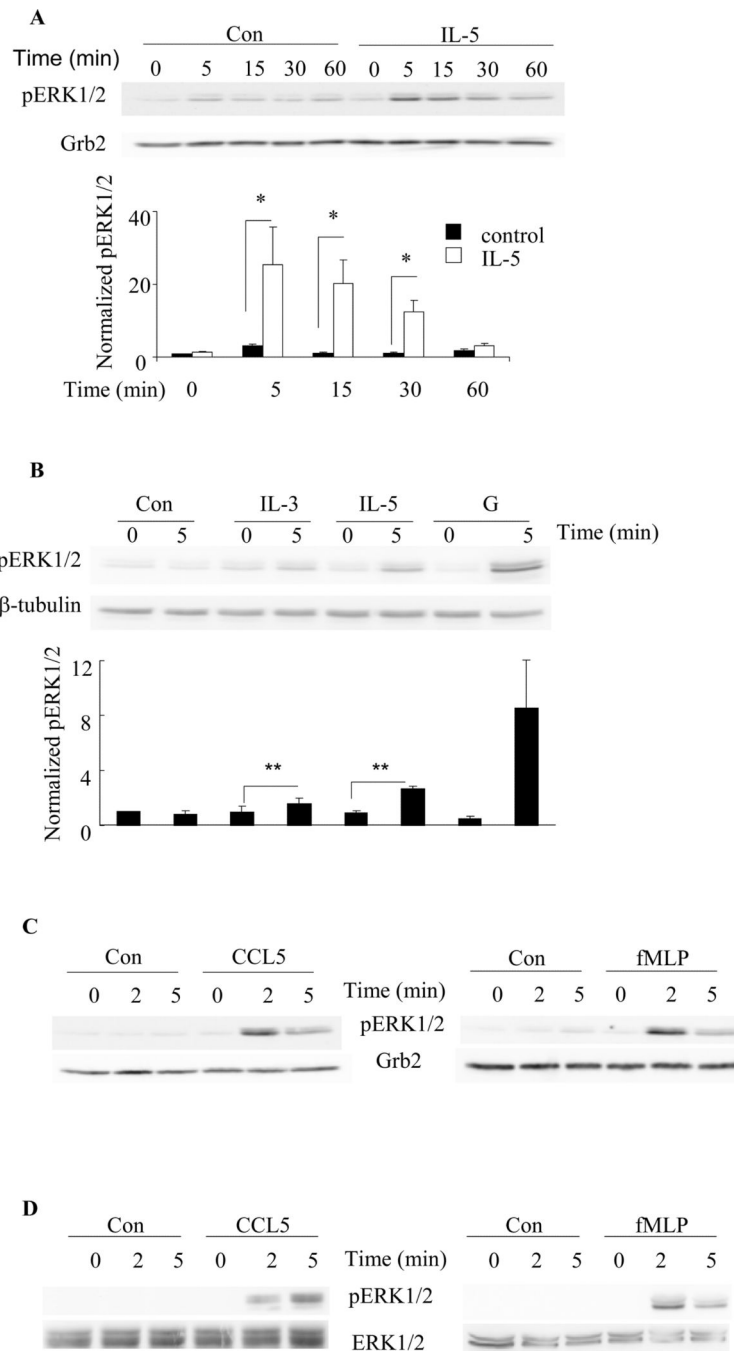 A
Con IL-5
Time (min) 0 5 15 30 60 0 5 15 30 60
pERK1/2
Grb2
Normalized pERK1/2
40
20
0
* * *
control
IL-5
Time (min) 0 5 15 30 60
B
Con IL-3 IL-5 G
0 5 0 5 0 5 0 5 Time (min)
pERK1/2
β-tubulin
Normalized pERK1/2
12
8
4
0
** **
C
Con CCL5 Con fMLP
0 2 5 0 2 5 Time (min) 0 2 5 0 2 5
pERK1/2
Grb2
D
Con CCL5 Con fMLP
0 2 5 0 2 5 Time (min) 0 2 5 0 2 5
pERK1/2
ERK1/2